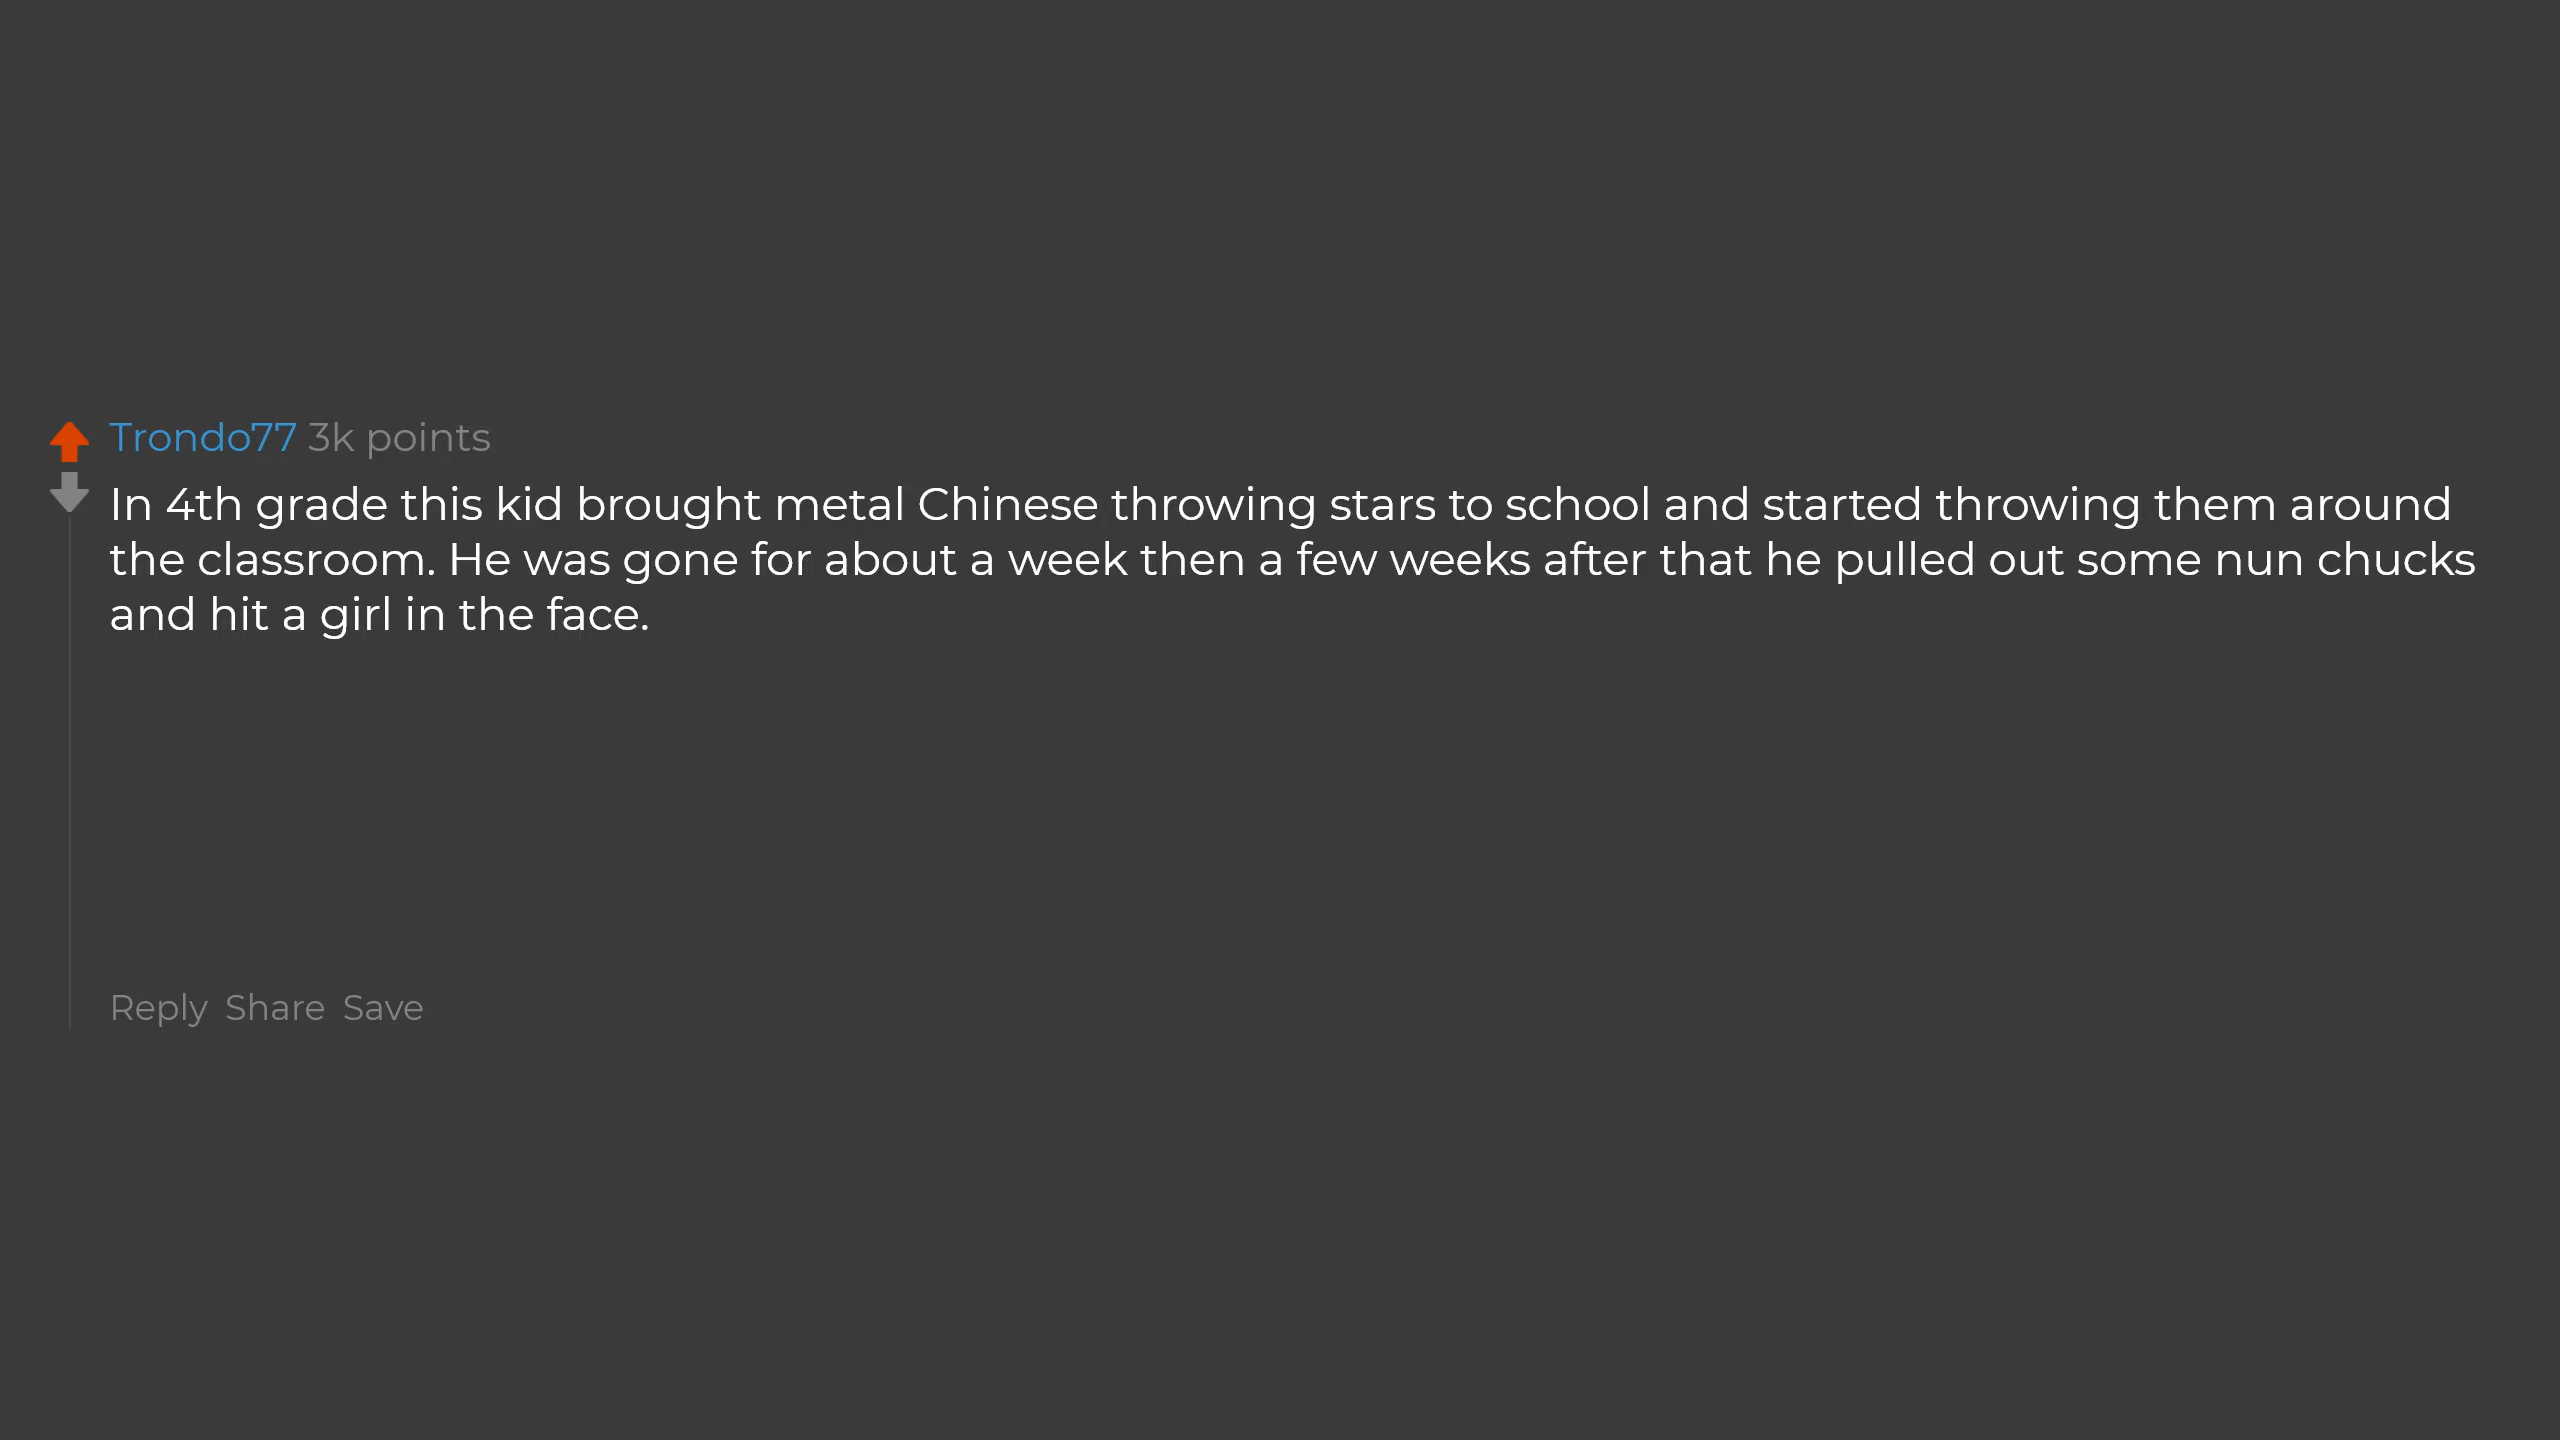 Trondo77 3k points
In 4th grade this kid brought metal Chinese throwing stars to school and started throwing them around
the classroom. He was gone for about a week then a few weeks after that he pulled out some nun chucks
and hit a girl in the face.
Reply Share Save